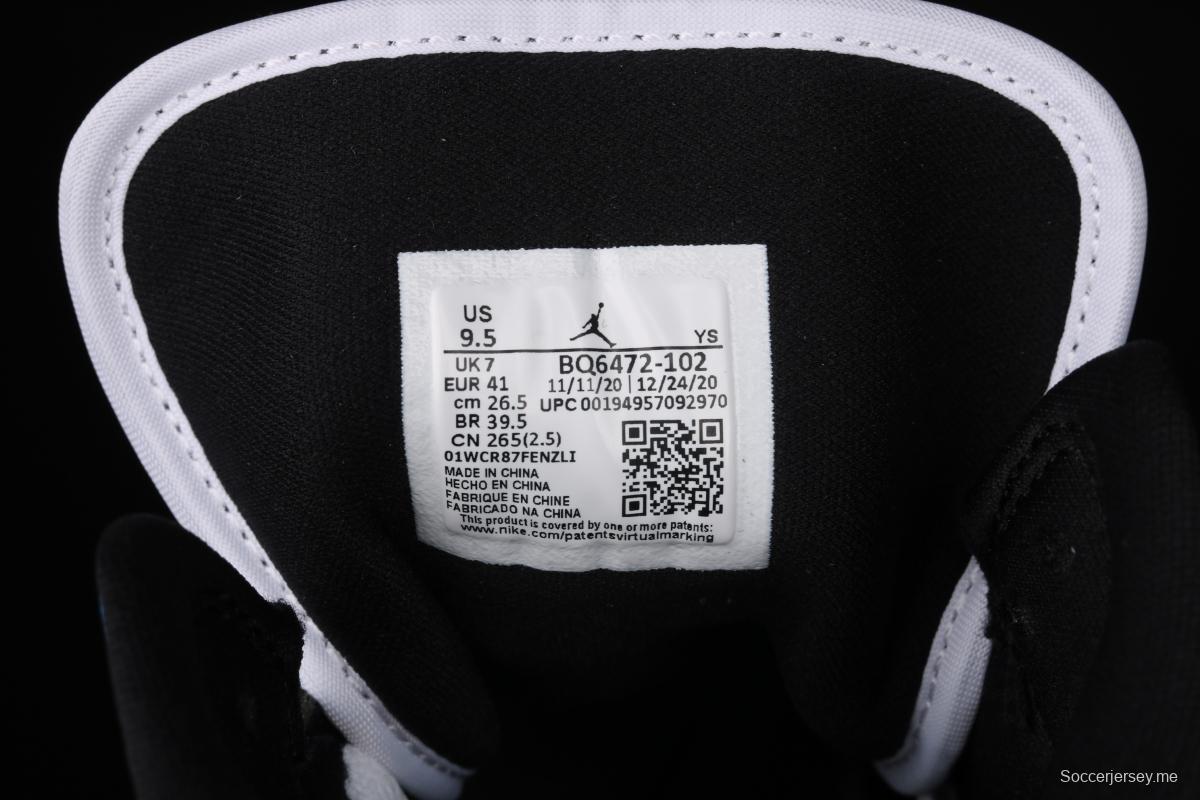 US
9.5
YS
UK 7
BQ6472-102
EUR 41
11/11/20 | 12/24/20
cm 26.5
UPC 00194957092970
BR 39.5
CN 265(2.5)
01WCR87FENZLI
MADE IN CHINA
HECHO EN CHINA
FABRIQUE EN CHINE
FABRICADO NA CHINA
This product is covered by one or more patents:
www.nike.com/patentsvirtualmarking
Soccerjersey.me